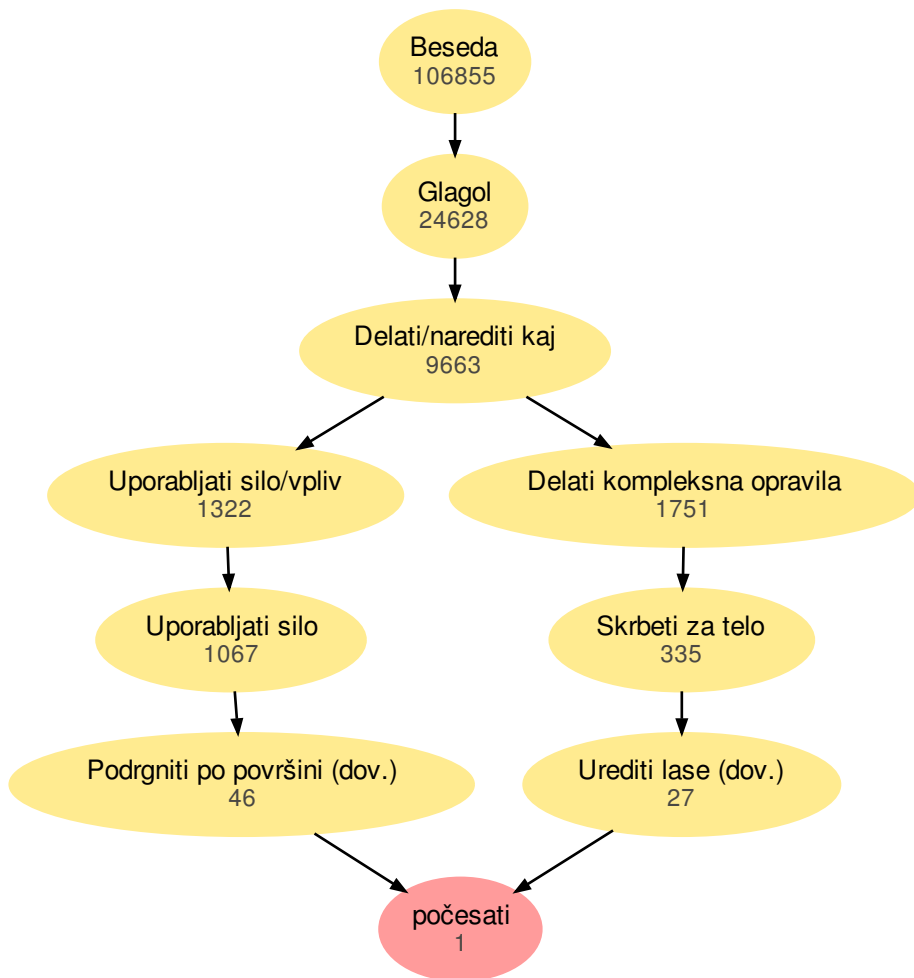 Beseda
106855
Glagol
24628
Delati/narediti kaj
9663
Uporabljati silo/vpliv
1322
Delati kompleksna opravila
1751
Uporabljati silo
1067
Skrbeti za telo
335
Podrgniti po površini (dov.)
46
Urediti lase (dov.)
27
počesati
1